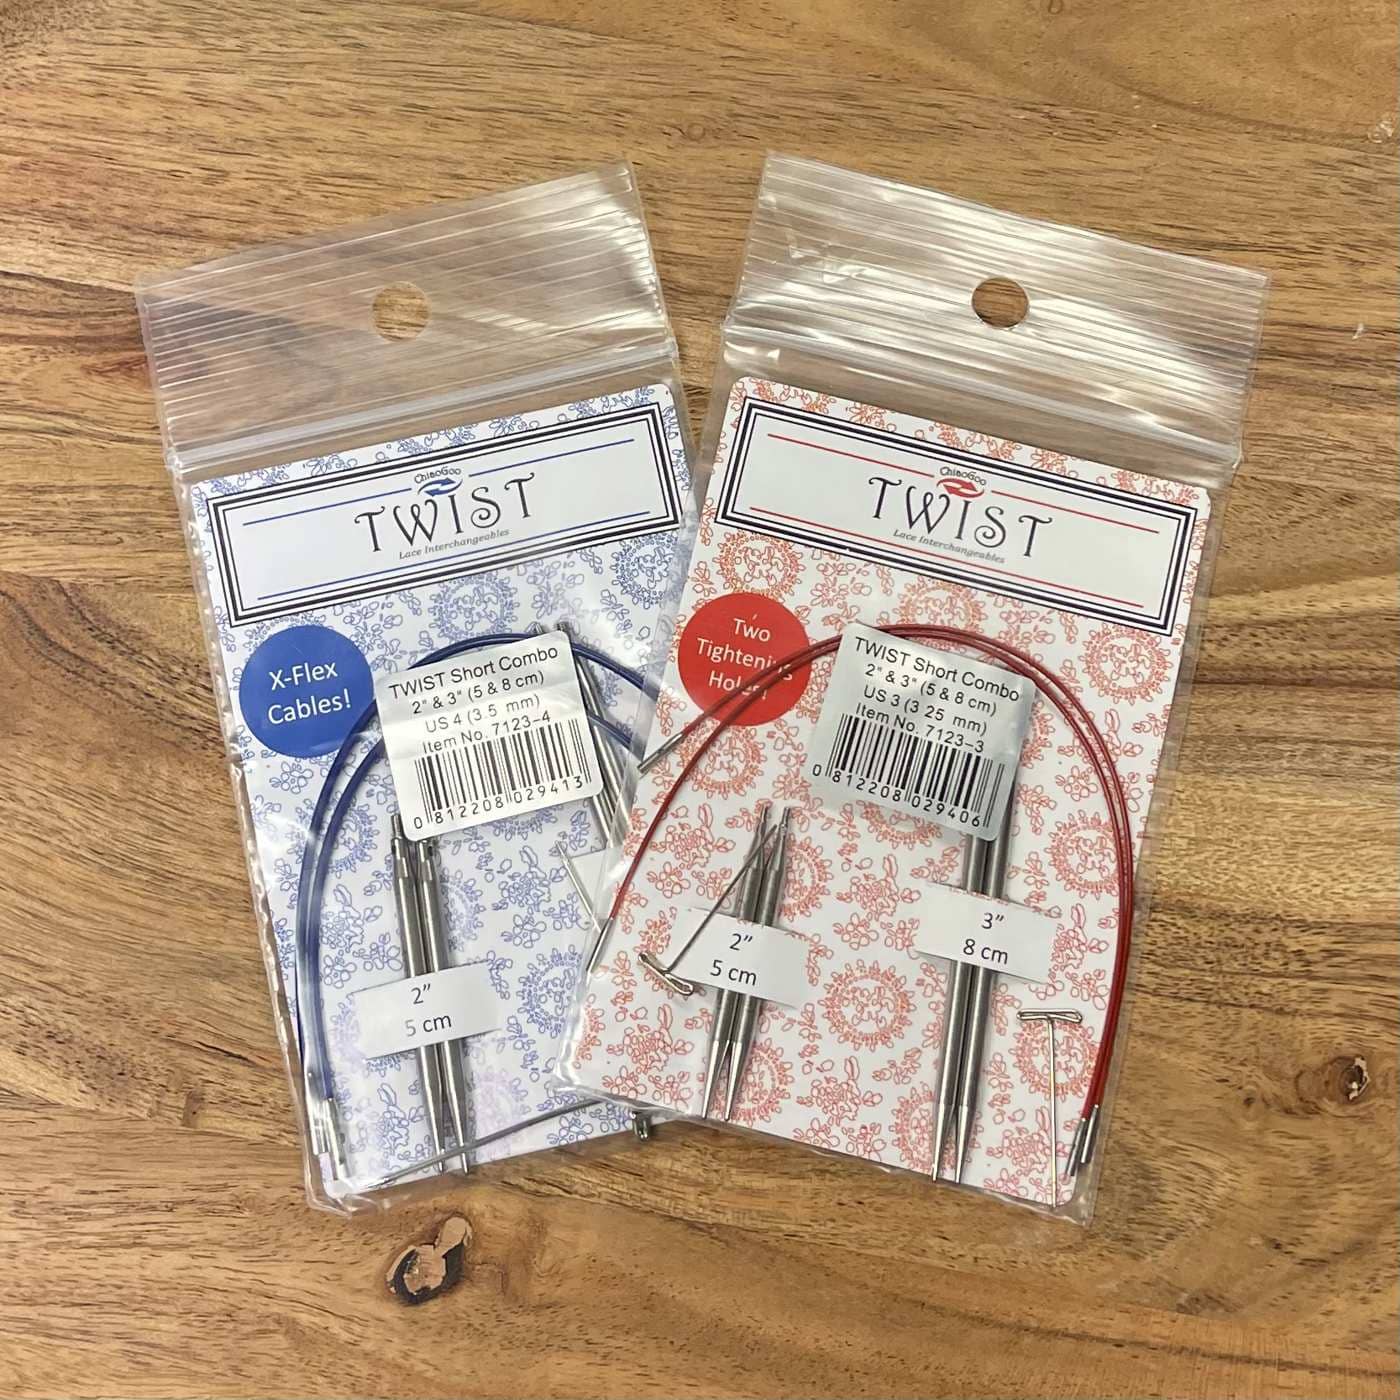 ChiaoGoo
TWIST
Lace Interchangeables
X-Flex
Cables!
TWIST Short Combo
2" & 3" (5 & 8 cm)
US 4 (3.5 mm)
Item No. 7123-4
0 812208 029413
2”
5 cm
ChiaoGoo
TWIST
Lace Interchangeables
Two
Tightening
Holes!
TWIST Short Combo
2" & 3" (5 & 8 cm)
US 3 (3 25 mm)
Item No. 7123-3
0 812208 029406
2”
5 cm
3”
8 cm